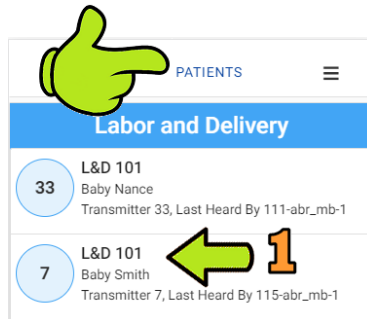 PATIENTS
Labor and Delivery
33
L&D 101
Baby Nance
Transmitter 33, Last Heard By 111-abr_mb-1
7
L&D 101
1
Baby Smith
Transmitter 7, Last Heard By 115-abr_mb-1